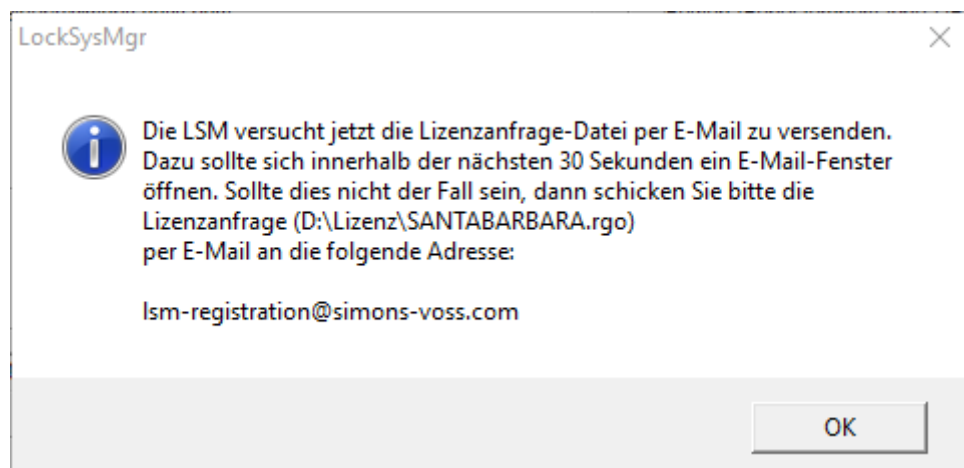 LockSysMgr
Die LSM versucht jetzt die Lizenzanfrage-Datei per E-Mail zu versenden.
Dazu sollte sich innerhalb der nächsten 30 Sekunden ein E-Mail-Fenster
öffnen. Sollte dies nicht der Fall sein, dann schicken Sie bitte die
Lizenzanfrage (D:\Lizenz\SANTABARBARA.rgo)
per E-Mail an die folgende Adresse:
lsm-registration@simons-voss.com
OK